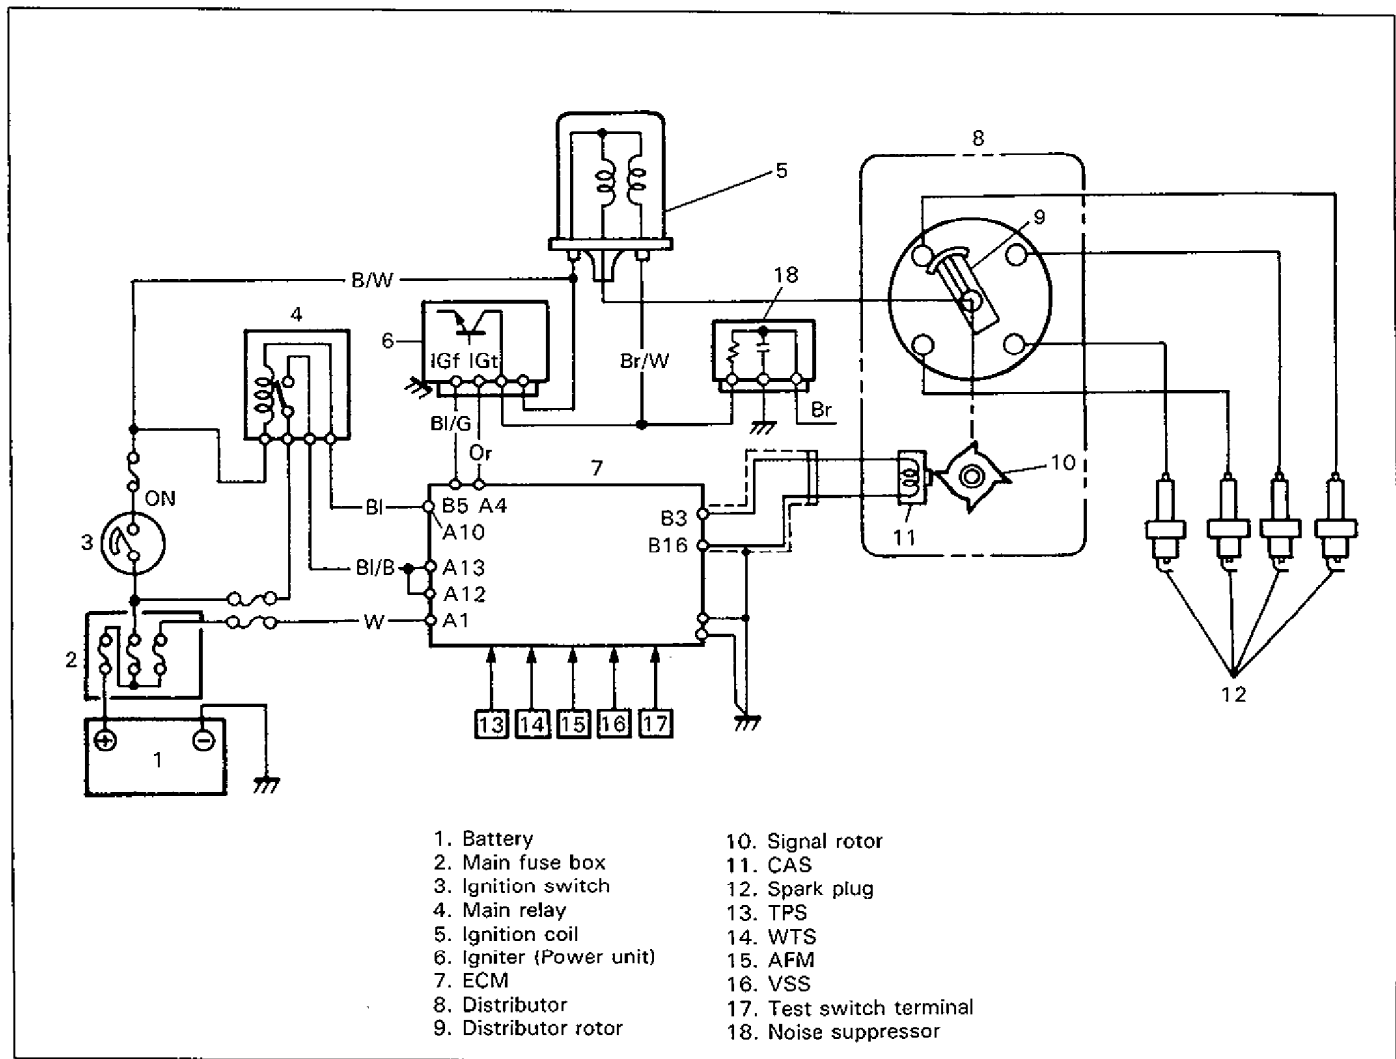 8
5
9
18
B/W
4
6
IGf IGt
Br/W
Br
Bl/G
Or
7
10
ON
3
Bl
B5 A4
A10
B3
B16
11
Bl/B
A13
A12
W
A1
2
12
13 14 15 16 17
+ −
1
1. Battery
2. Main fuse box
3. Ignition switch
4. Main relay
5. Ignition coil
6. Igniter (Power unit)
7. ECM
8. Distributor
9. Distributor rotor
10. Signal rotor
11. CAS
12. Spark plug
13. TPS
14. WTS
15. AFM
16. VSS
17. Test switch terminal
18. Noise suppressor